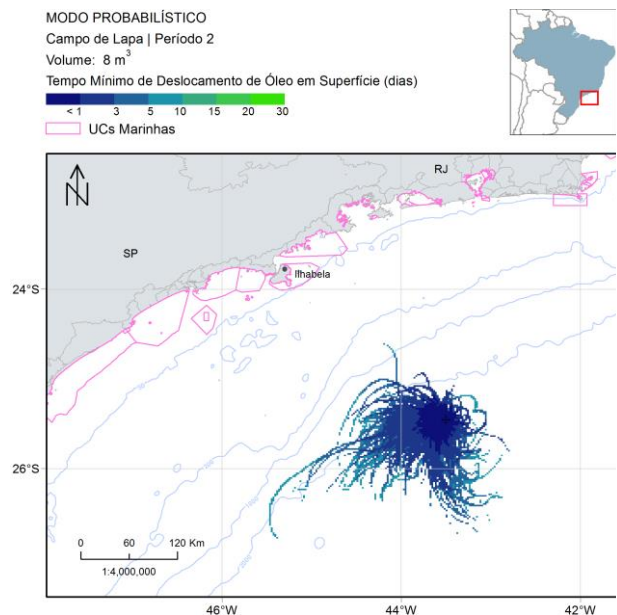 MODO PROBABILÍSTICO
Campo de Lapa | Período 2
Volume: 8 m³
Tempo Mínimo de Deslocamento de Óleo em Superfície (dias)
< 1 3 5 10 15 20 30
UCs Marinhas
N
RJ
SP
Ilhabela
24°S
26°S
0 60 120 Km
1:4,000,000
46°W 44°W 42°W